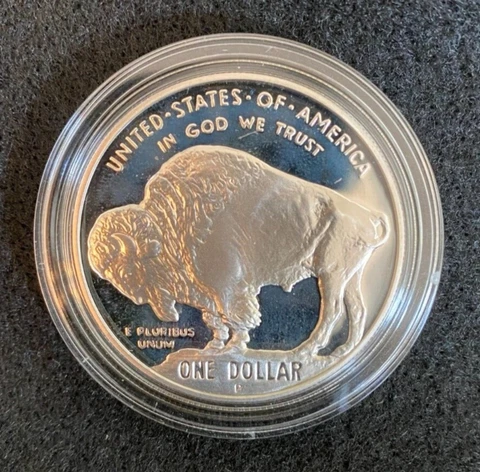 UNITED·STATES·OF·AMERICA
IN GOD WE TRUST
E PLURIBUS
UNUM
ONE DOLLAR
P